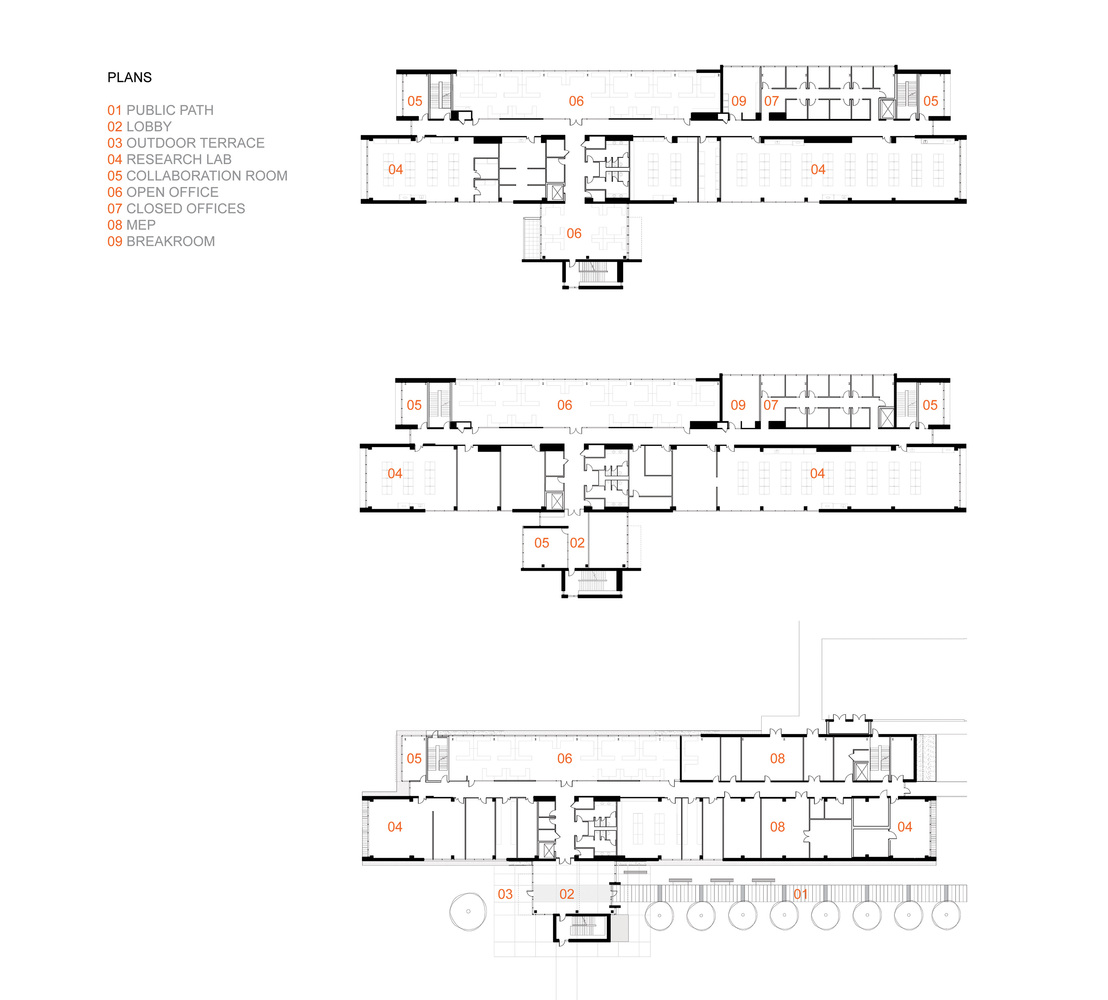 PLANS
01 PUBLIC PATH
02 LOBBY
03 OUTDOOR TERRACE
04 RESEARCH LAB
05 COLLABORATION ROOM
06 OPEN OFFICE
07 CLOSED OFFICES
08 MEP
09 BREAKROOM
05 06 09 07 05
04 04
06
05 06 09 07 05
04 04
05 02
05 06 08
04 08 04
03 02 01